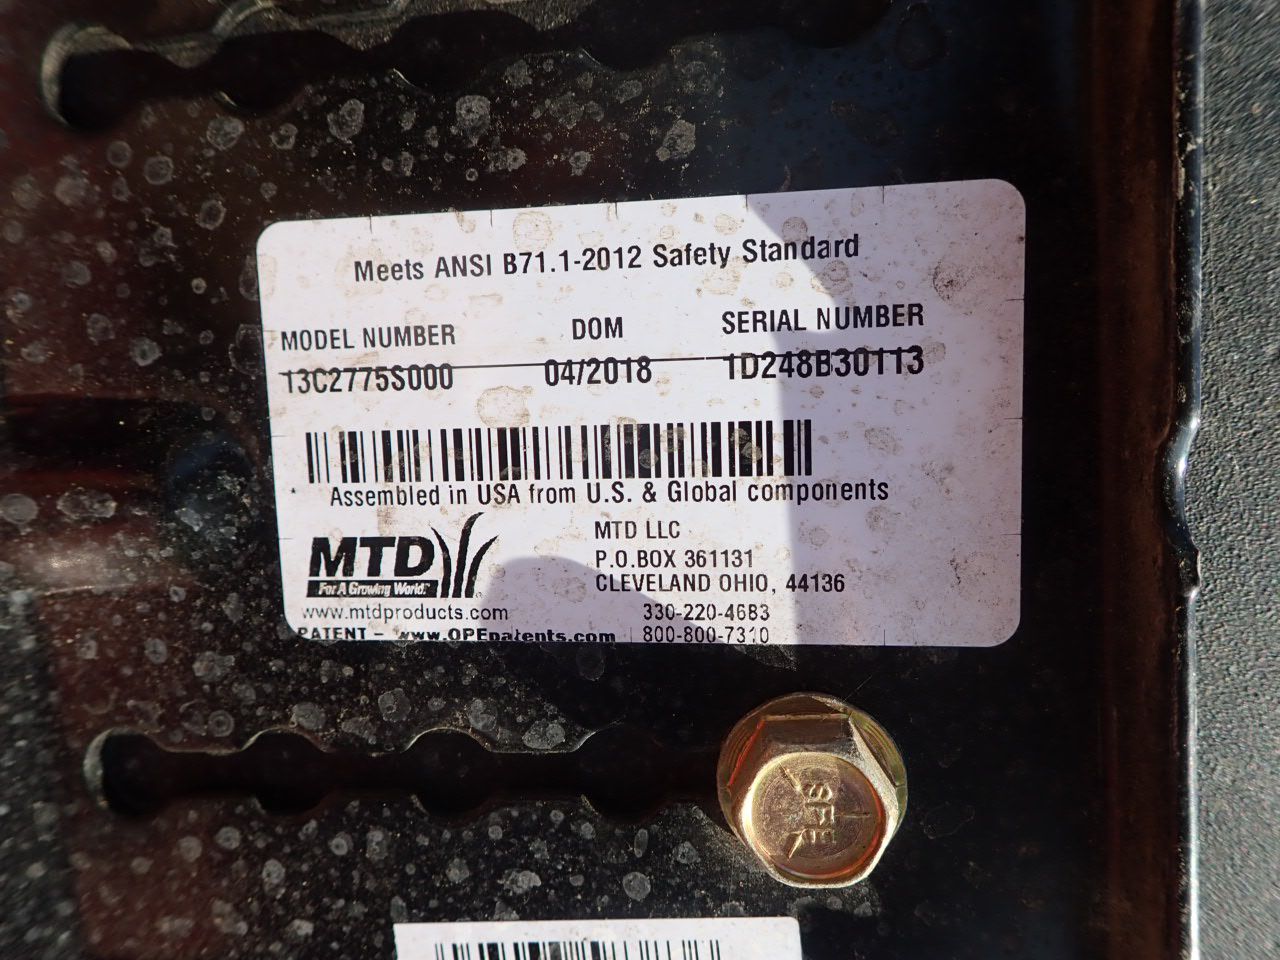 Meets ANSI B71.1-2012 Safety Standard
MODEL NUMBER DOM SERIAL NUMBER
13C2775S000 04/2018 1D248B30113
Assembled in USA from U.S. & Global components
MTD
For A Growing World.™
www.mtdproducts.com
PATENT - www.OPEpatents.com
MTD LLC
P.O.BOX 361131
CLEVELAND OHIO, 44136
330-220-4683
800-800-7310